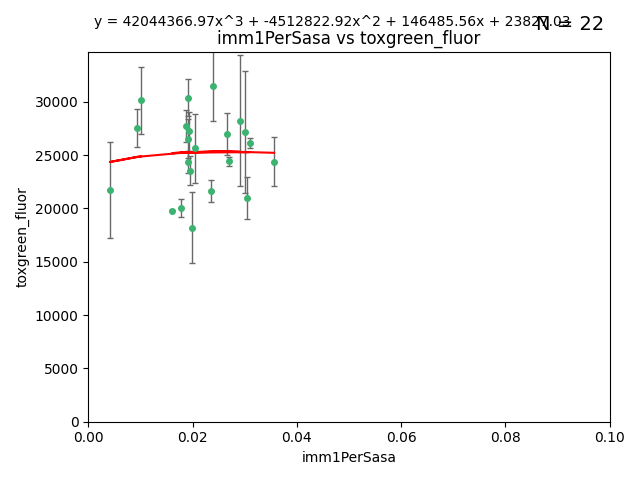 y = 42044366.97x^3 + -4512822.92x^2 + 146485.56x + 23827.03
N = 22
imm1PerSasa vs toxgreen_fluor
30000
25000
20000
15000
10000
5000
0
toxgreen_fluor
0.00 0.02 0.04 0.06 0.08 0.10
imm1PerSasa